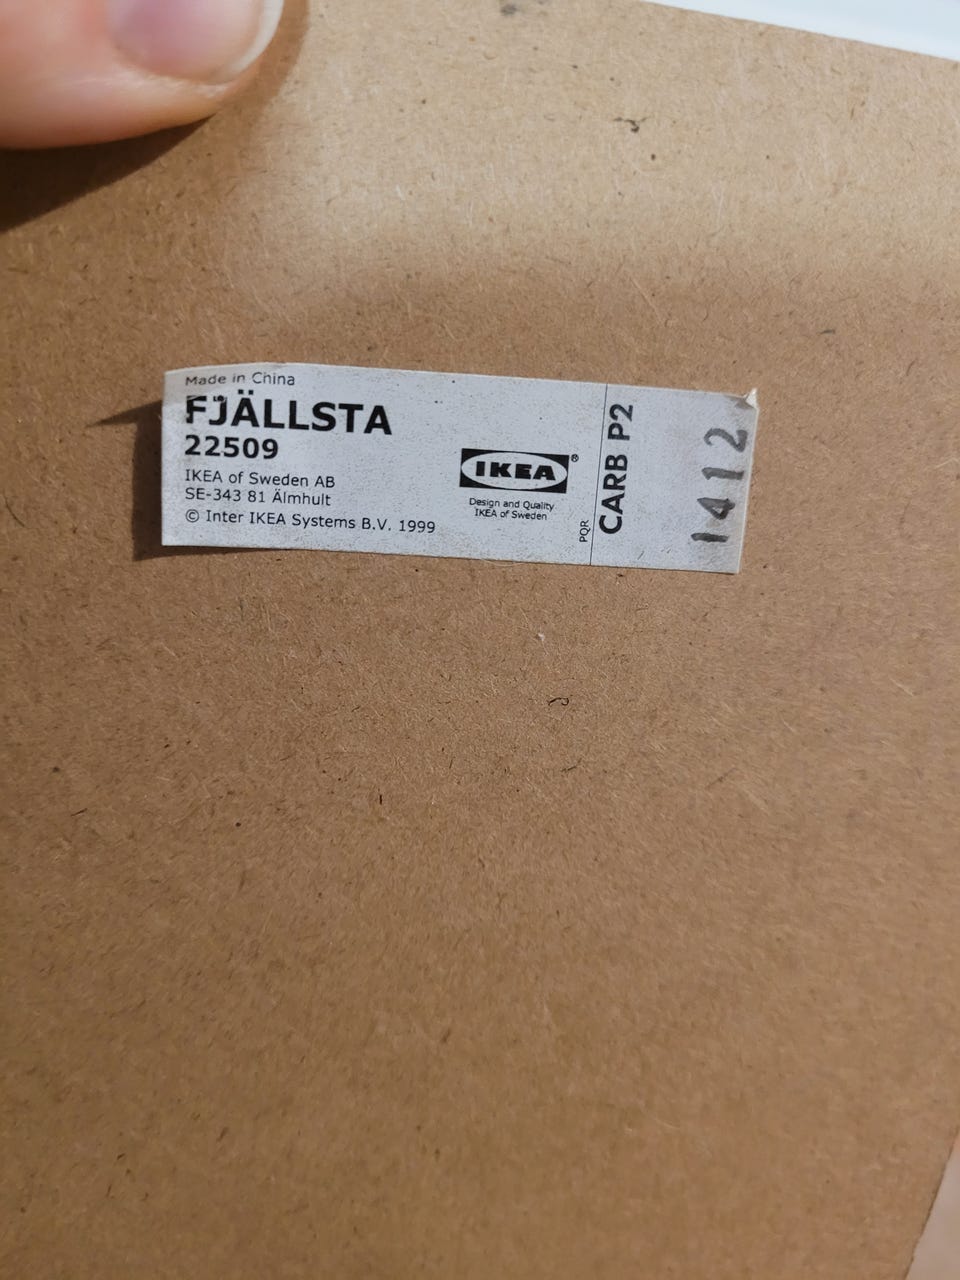 Made in China
FJÄLLSTA
22509
IKEA of Sweden AB
SE-343 81 Älmhult
© Inter IKEA Systems B.V. 1999
IKEA®
Design and Quality
IKEA of Sweden
PQR
CARB P2
1412